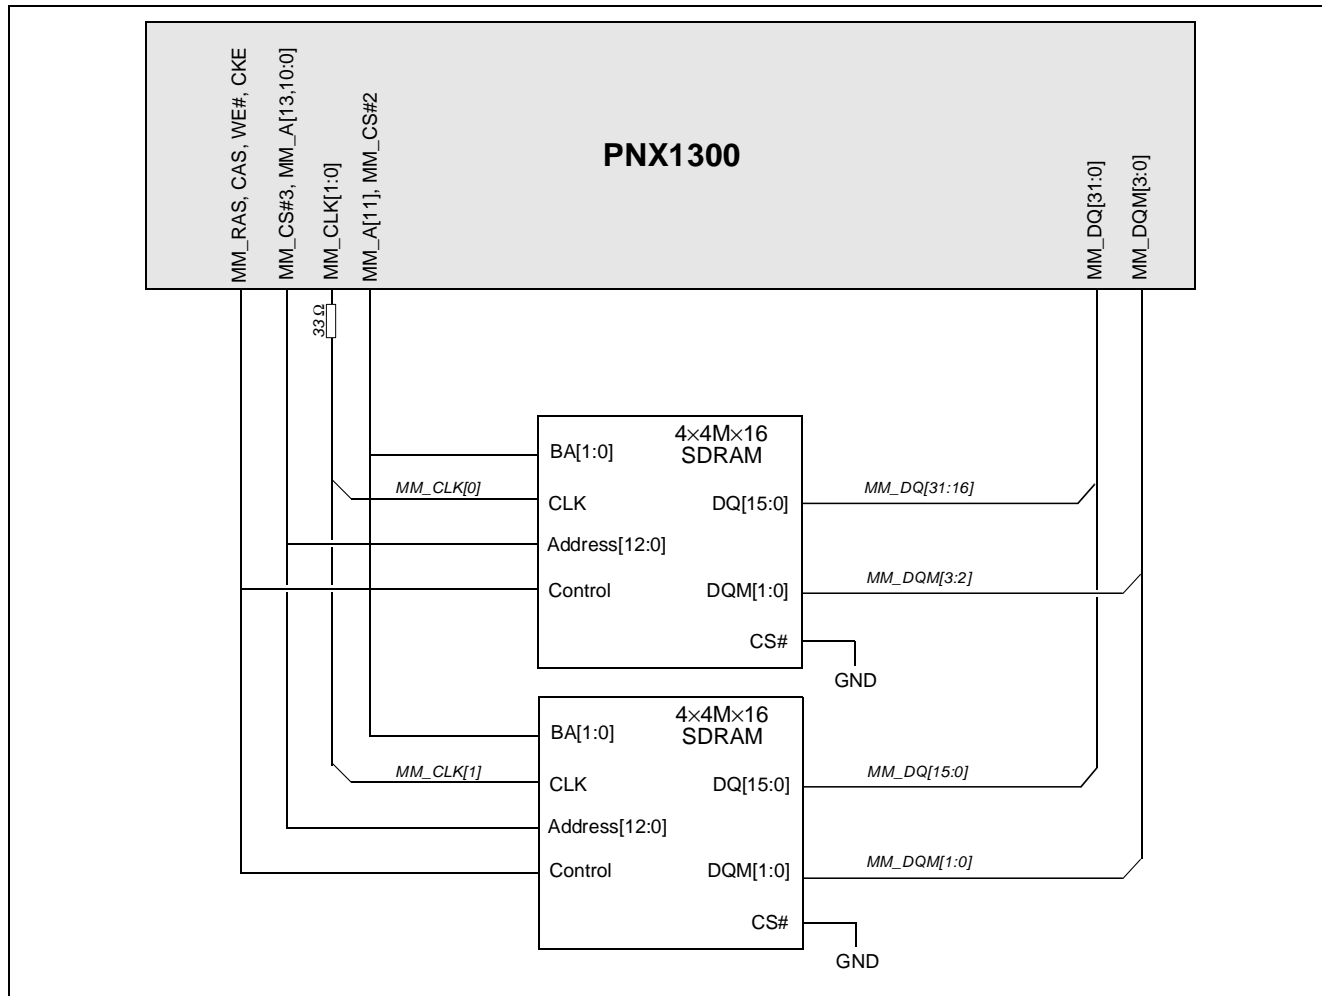 MM_RAS, CAS, WE#, CKE
MM_CS#3, MM_A[13,10:0]
MM_CLK[1:0]
MM_A[11], MM_CS#2
PNX1300
MM_DQ[31:0]
MM_DQM[3:0]
33 Ω
4×4M×16
SDRAM
BA[1:0]
MM_CLK[0]
CLK
DQ[15:0]
MM_DQ[31:16]
Address[12:0]
Control
DQM[1:0]
MM_DQM[3:2]
CS#
GND
4×4M×16
SDRAM
BA[1:0]
MM_CLK[1]
CLK
DQ[15:0]
MM_DQ[15:0]
Address[12:0]
Control
DQM[1:0]
MM_DQM[1:0]
CS#
GND